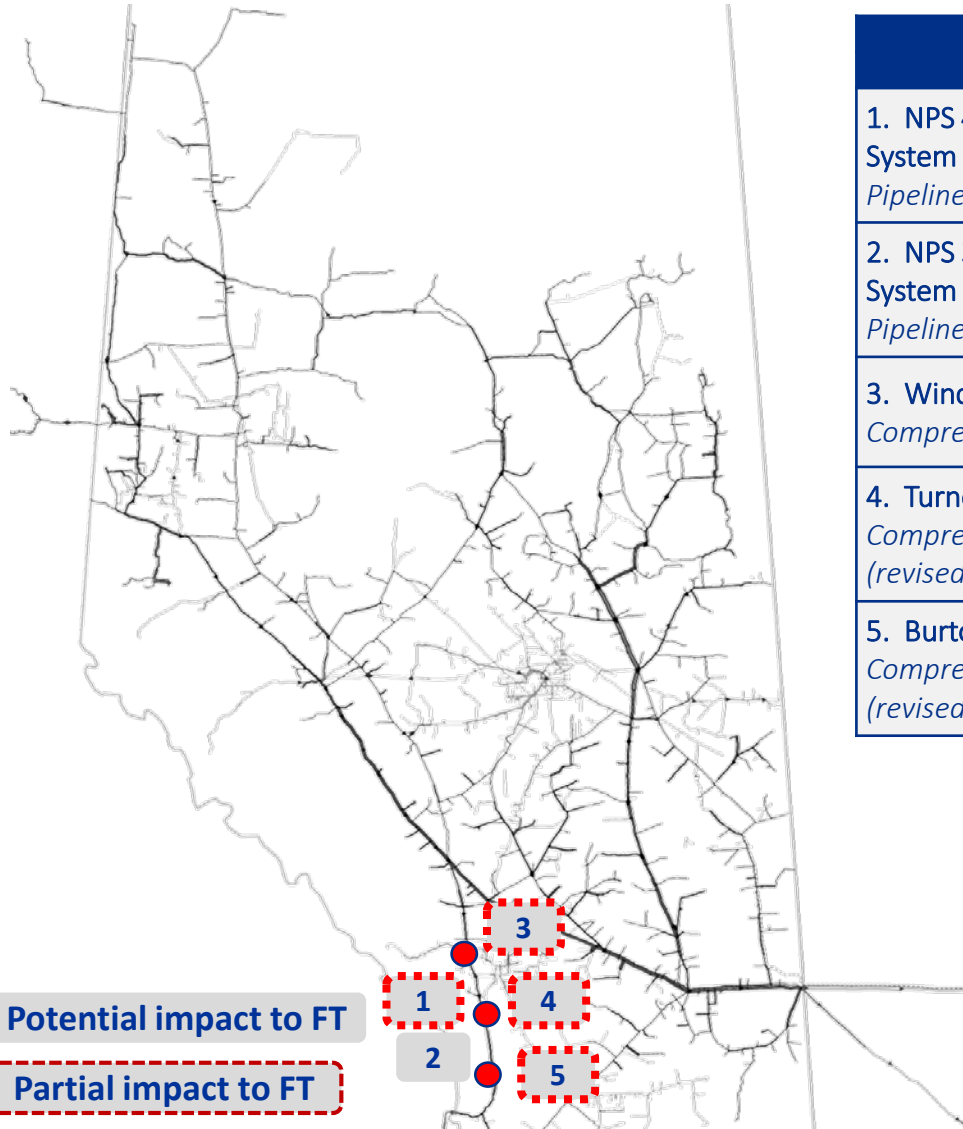 1. NPS
System
Pipeline
2. NPS
System
Pipeline
3. Wind
Compre
4. Turn
Compre
(revised
5. Burto
Compre
(revised
3
1
4
2
5
Potential impact to FT
Partial impact to FT